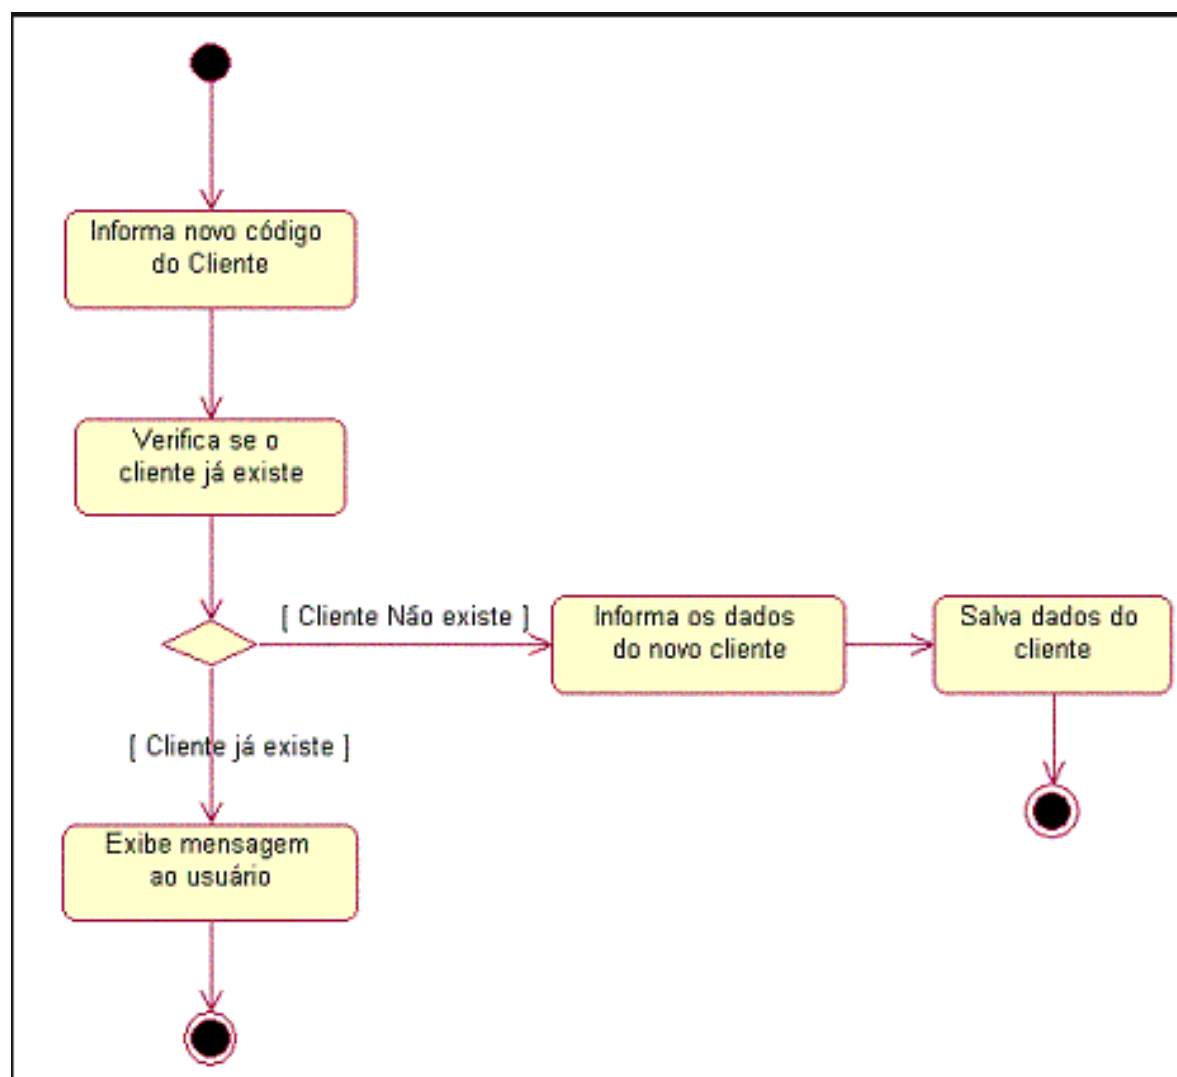 Informa novo código
do Cliente
Verifica se o
cliente já existe
[ Cliente Não existe ]
Informa os dados
do novo cliente
Salva dados do
cliente
[ Cliente já existe ]
Exibe mensagem
ao usuário